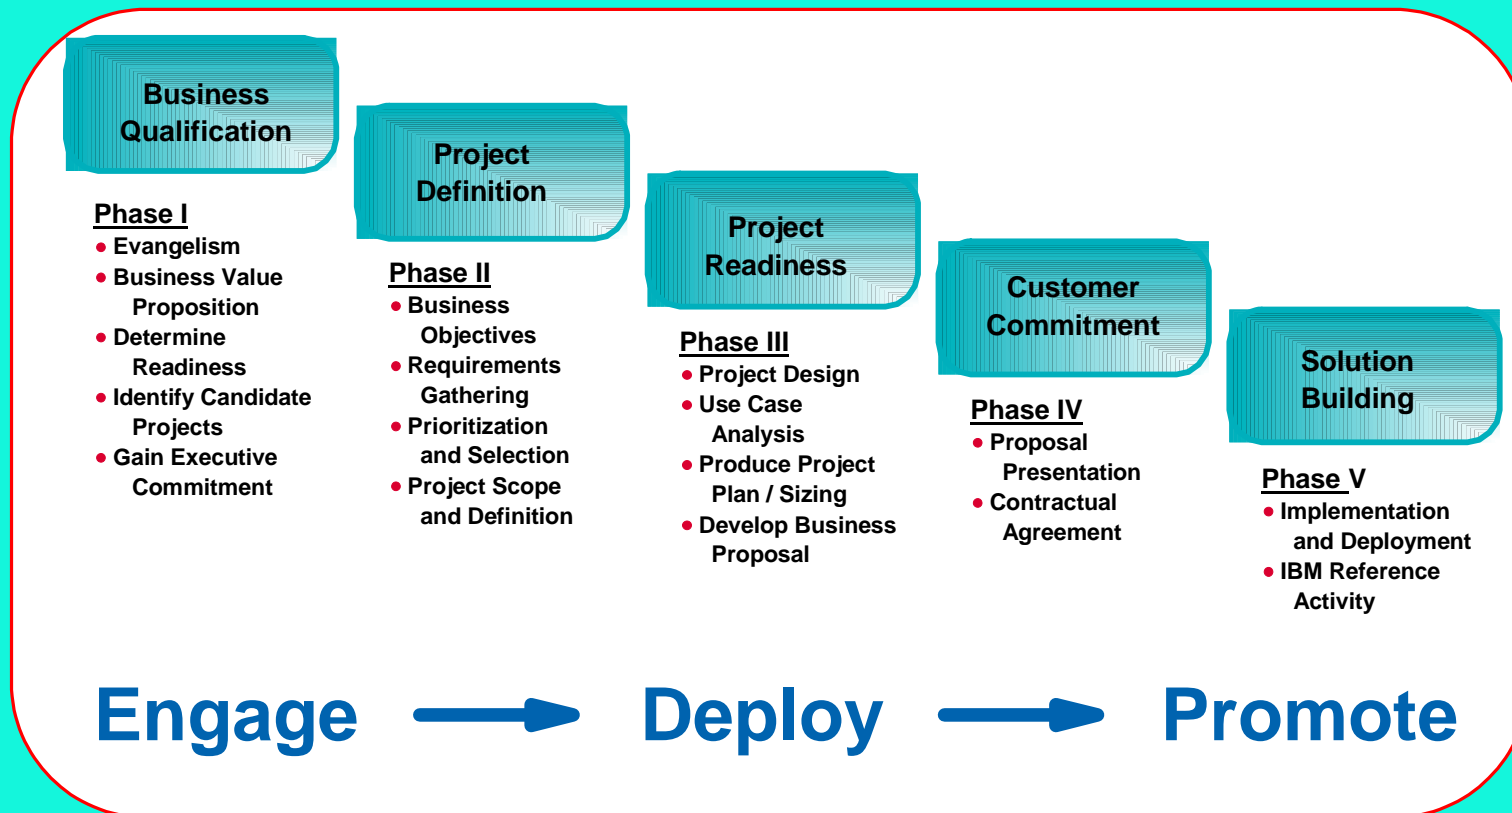 Business
Qualification
Phase I
Evangelism
Business Value
Proposition
Determine
Readiness
Identify Candidate
Projects
Gain Executive
Commitment
Project
Definition
Phase II
Business
Objectives
Requirements
Gathering
Prioritization
and Selection
Project Scope
and Definition
Project
Readiness
Phase III
Project Design
Use Case
Analysis
Produce Project
Plan / Sizing
Develop Business
Proposal
Customer
Commitment
Phase IV
Proposal
Presentation
Contractual
Agreement
Solution
Building
Phase V
Implementation
and Deployment
IBM Reference
Activity
Engage Deploy Promote